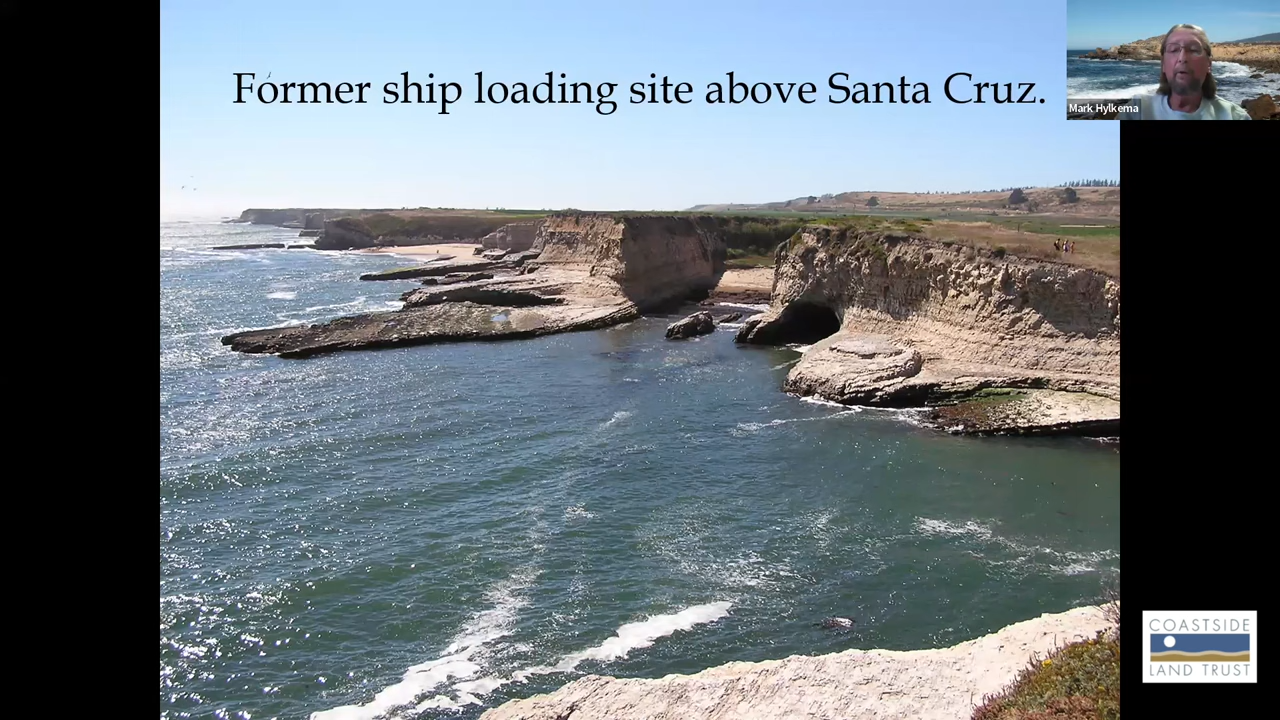 Former ship loading site above Santa Cruz.
Mark Hylkema
COASTSIDE
LAND TRUST